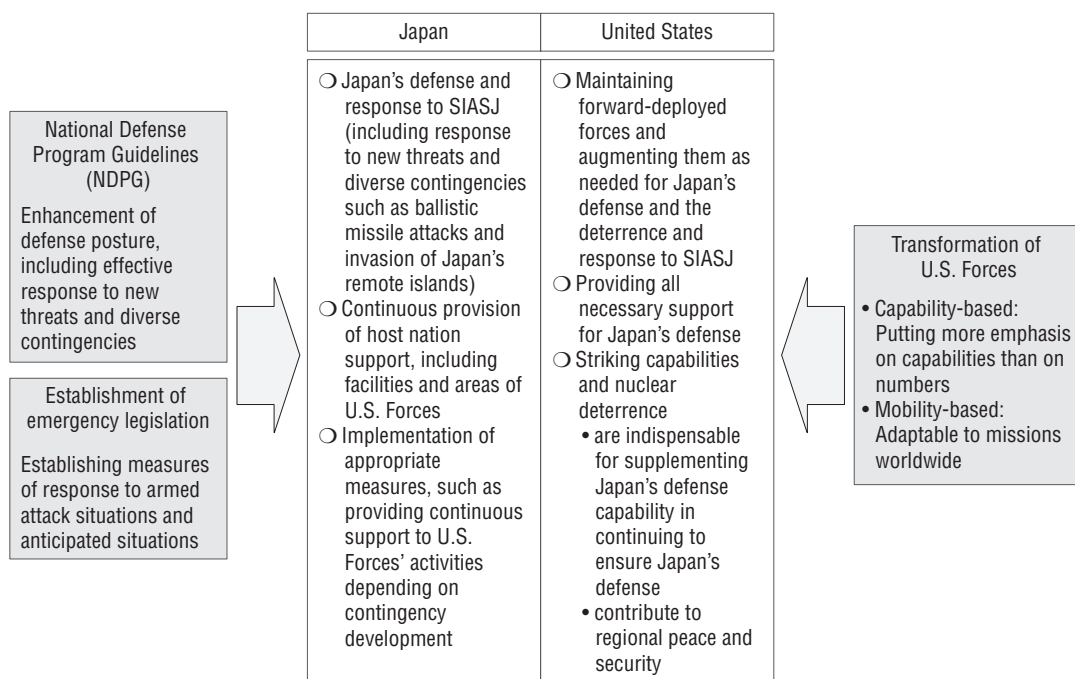 Japan
United States
National Defense
Program Guidelines
(NDPG)
Enhancement of
defense posture,
including effective
response to new
threats and diverse
contingencies
Establishment of
emergency legislation
Establishing measures
of response to armed
attack situations and
anticipated situations
❍ Japan’s defense and
response to SIASJ
(including response
to new threats and
diverse contingencies
such as ballistic
missile attacks and
invasion of Japan’s
remote islands)
❍ Continuous provision
of host nation
support, including
facilities and areas of
U.S. Forces
❍ Implementation of
appropriate
measures, such as
providing continuous
support to U.S.
Forces’ activities
depending on
contingency
development
❍ Maintaining
forward-deployed
forces and
augmenting them as
needed for Japan’s
defense and the
deterrence and
response to SIASJ
❍ Providing all
necessary support
for Japan’s defense
❍ Striking capabilities
and nuclear
deterrence
• are indispensable
for supplementing
Japan’s defense
capability in
continuing to
ensure Japan’s
defense
• contribute to
regional peace and
security
Transformation of
U.S. Forces
• Capability-based:
Putting more emphasis
on capabilities than on
numbers
• Mobility-based:
Adaptable to missions
worldwide